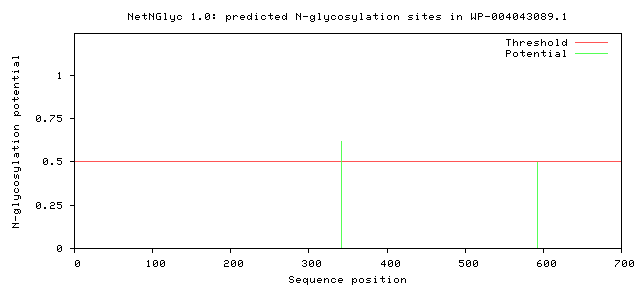 NetNGlyc 1.0: predicted N-glycosylation sites in WP-004043089.1
Threshold
Potential
N-glycosylation potential
1
0.75
0.5
0.25
0
0 100 200 300 400 500 600 700
Sequence position